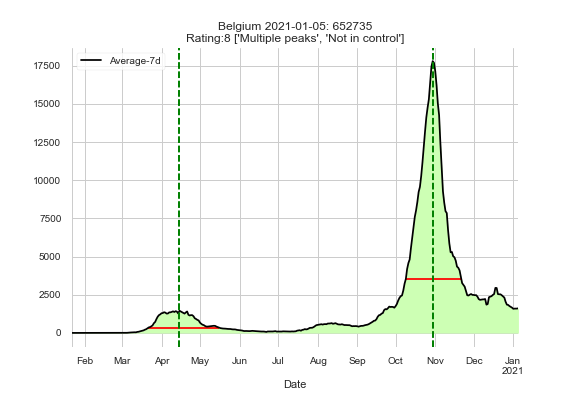 Belgium 2021-01-05: 652735
Rating:8 ['Multiple peaks', 'Not in control']
Average-7d
17500
15000
12500
10000
7500
5000
2500
0
Feb Mar Apr May Jun Jul Aug Sep Oct Nov Dec Jan
2021
Date